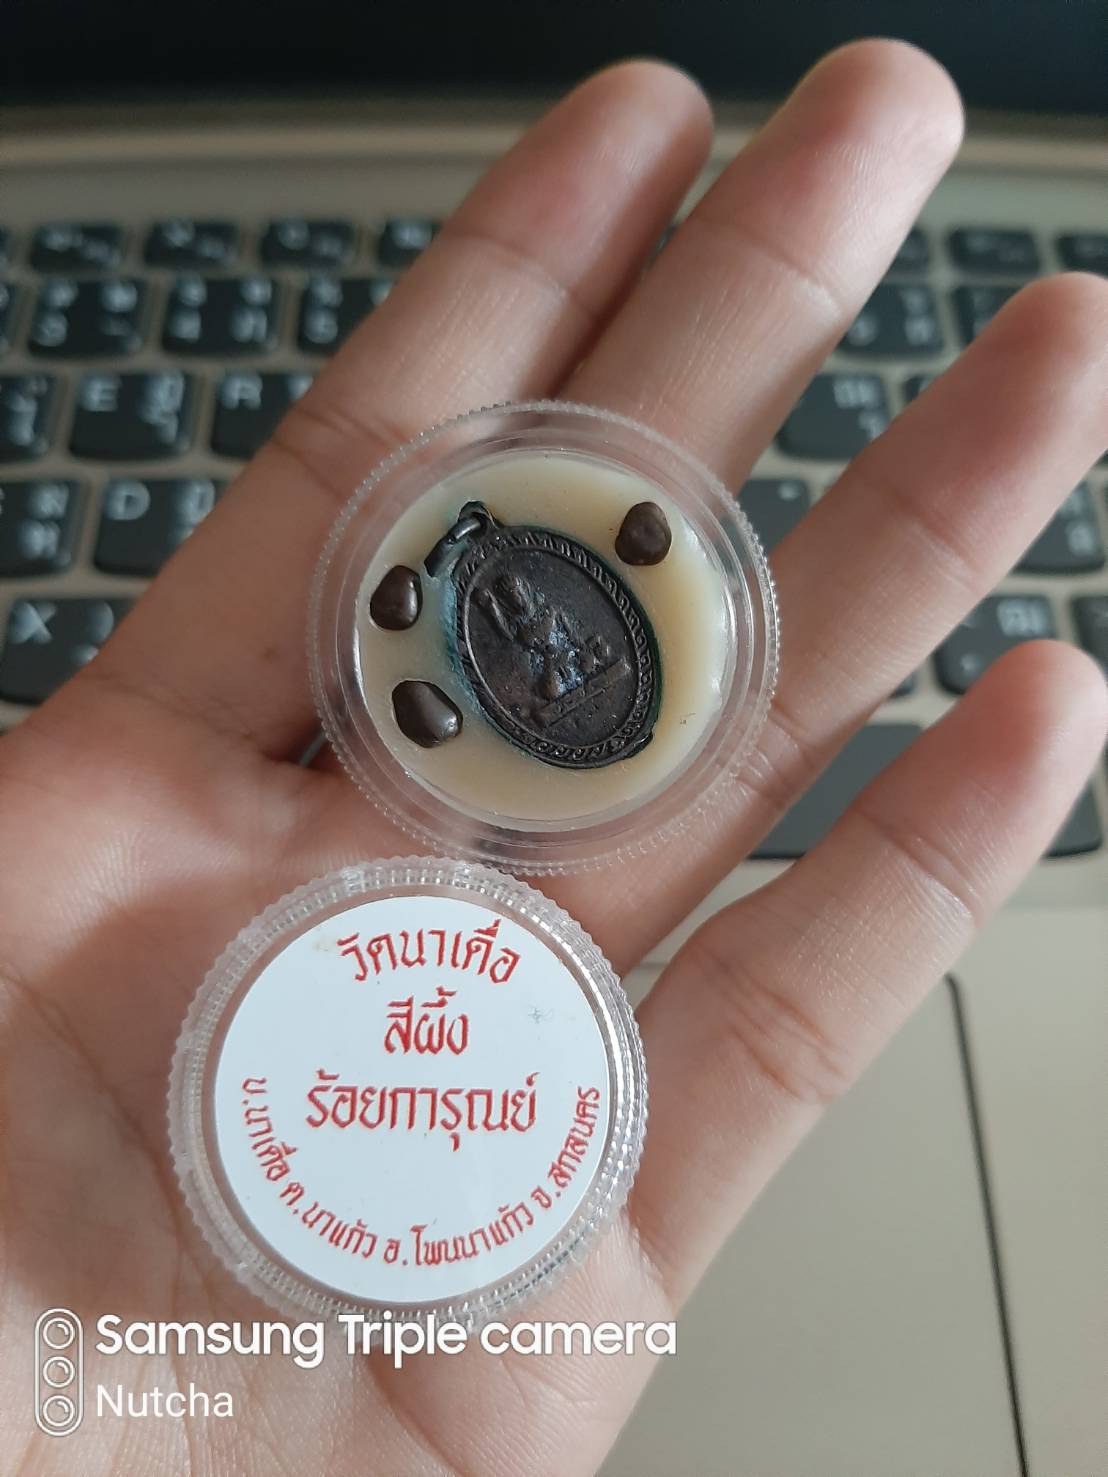 วัดนาเดื่อ
สีผึ้ง
ร้อยการุณย์
บ.นาเดื่อ ต.นาแก้ว อ.โพนนาแก้ว จ.สกลนคร
E
A
D
X
Samsung Triple camera
Nutcha